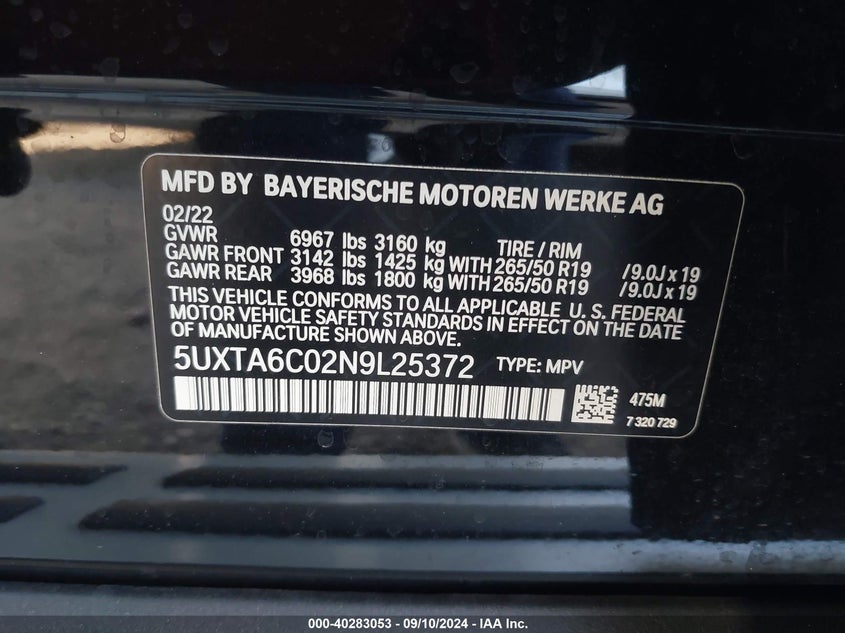 MFD BY BAYERISCHE MOTOREN WERKE AG
02/22
GVWR 6967 lbs 3160 kg TIRE / RIM
GAWR FRONT 3142 lbs 1425 kg WITH 265/50 R19 /9.0J x 19
GAWR REAR 3968 lbs 1800 kg WITH 265/50 R19 /9.0J x 19
THIS VEHICLE CONFORMS TO ALL APPLICABLE U. S. FEDERAL
MOTOR VEHICLE SAFETY STANDARDS IN EFFECT ON THE DATE
OF MANUFACTURE SHOWN ABOVE.
5UXTA6C02N9L25372 TYPE: MPV
475M
7 320 729
000-40283053 - 09/10/2024 - IAA Inc.